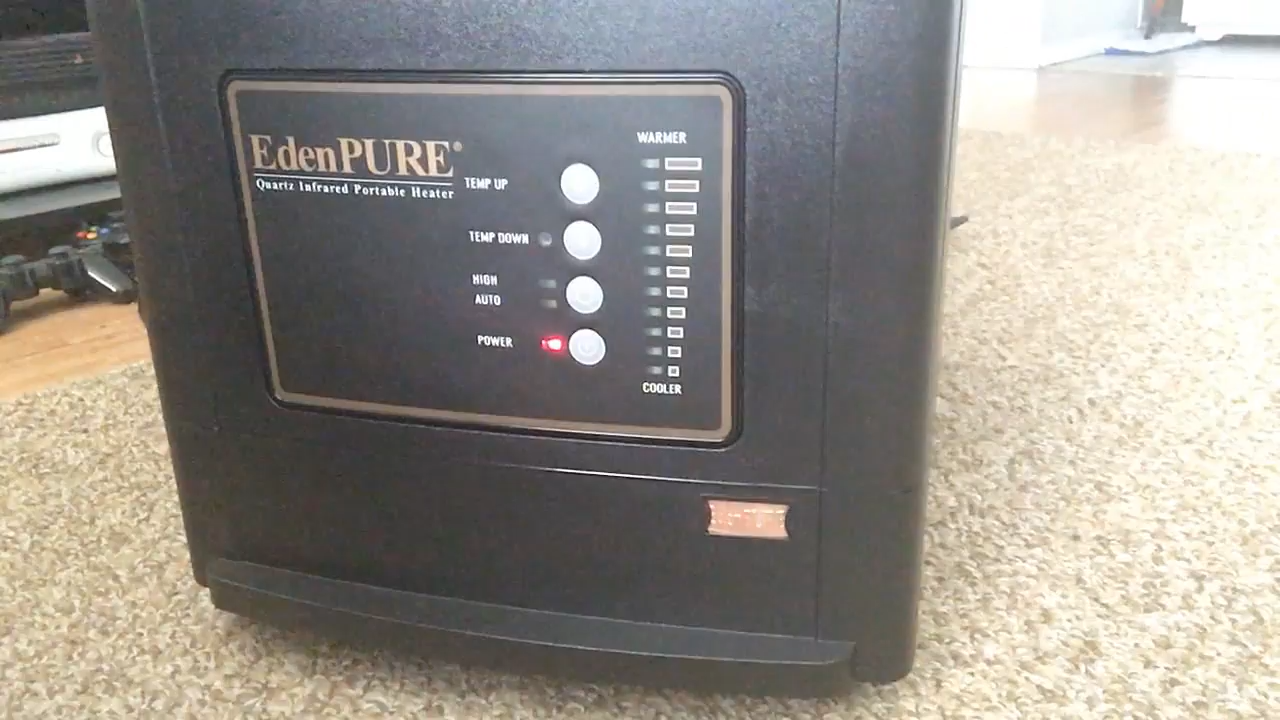 EdenPURE®
Quartz Infrared Portable Heater
WARMER
TEMP UP
TEMP DOWN
HIGH
AUTO
POWER
COOLER